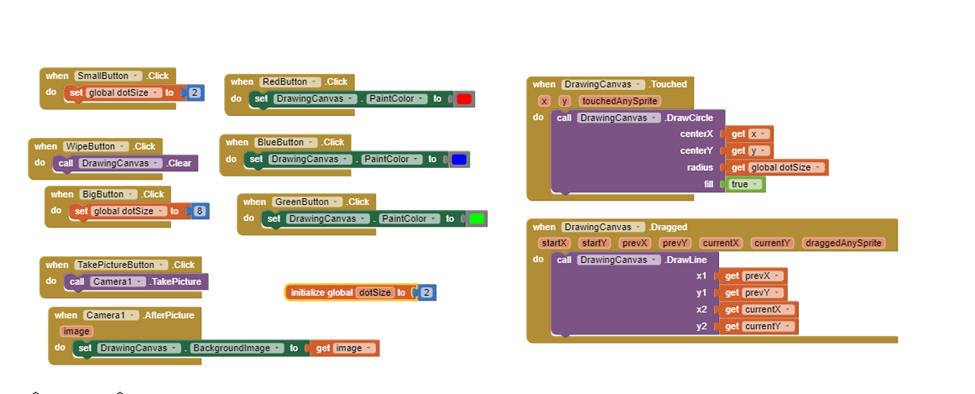 when SmallButton .Click
do set global dotSize to 2
when WipeButton .Click
do call DrawingCanvas .Clear
when BigButton .Click
do set global dotSize to 8
when TakePictureButton .Click
do call Camera1 .TakePicture
when Camera1 .AfterPicture
image
do set DrawingCanvas . BackgroundImage to get image
when RedButton .Click
do set DrawingCanvas . PaintColor to
when BlueButton .Click
do set DrawingCanvas . PaintColor to
when GreenButton .Click
do set DrawingCanvas . PaintColor to
initialize global dotSize to 2
when DrawingCanvas .Touched
x y touchedAnySprite
do call DrawingCanvas .DrawCircle
centerX get x
centerY get y
radius get global dotSize
fill true
when DrawingCanvas .Dragged
startX startY prevX prevY currentX currentY draggedAnySprite
do call DrawingCanvas .DrawLine
x1 get prevX
y1 get prevY
x2 get currentX
y2 get currentY